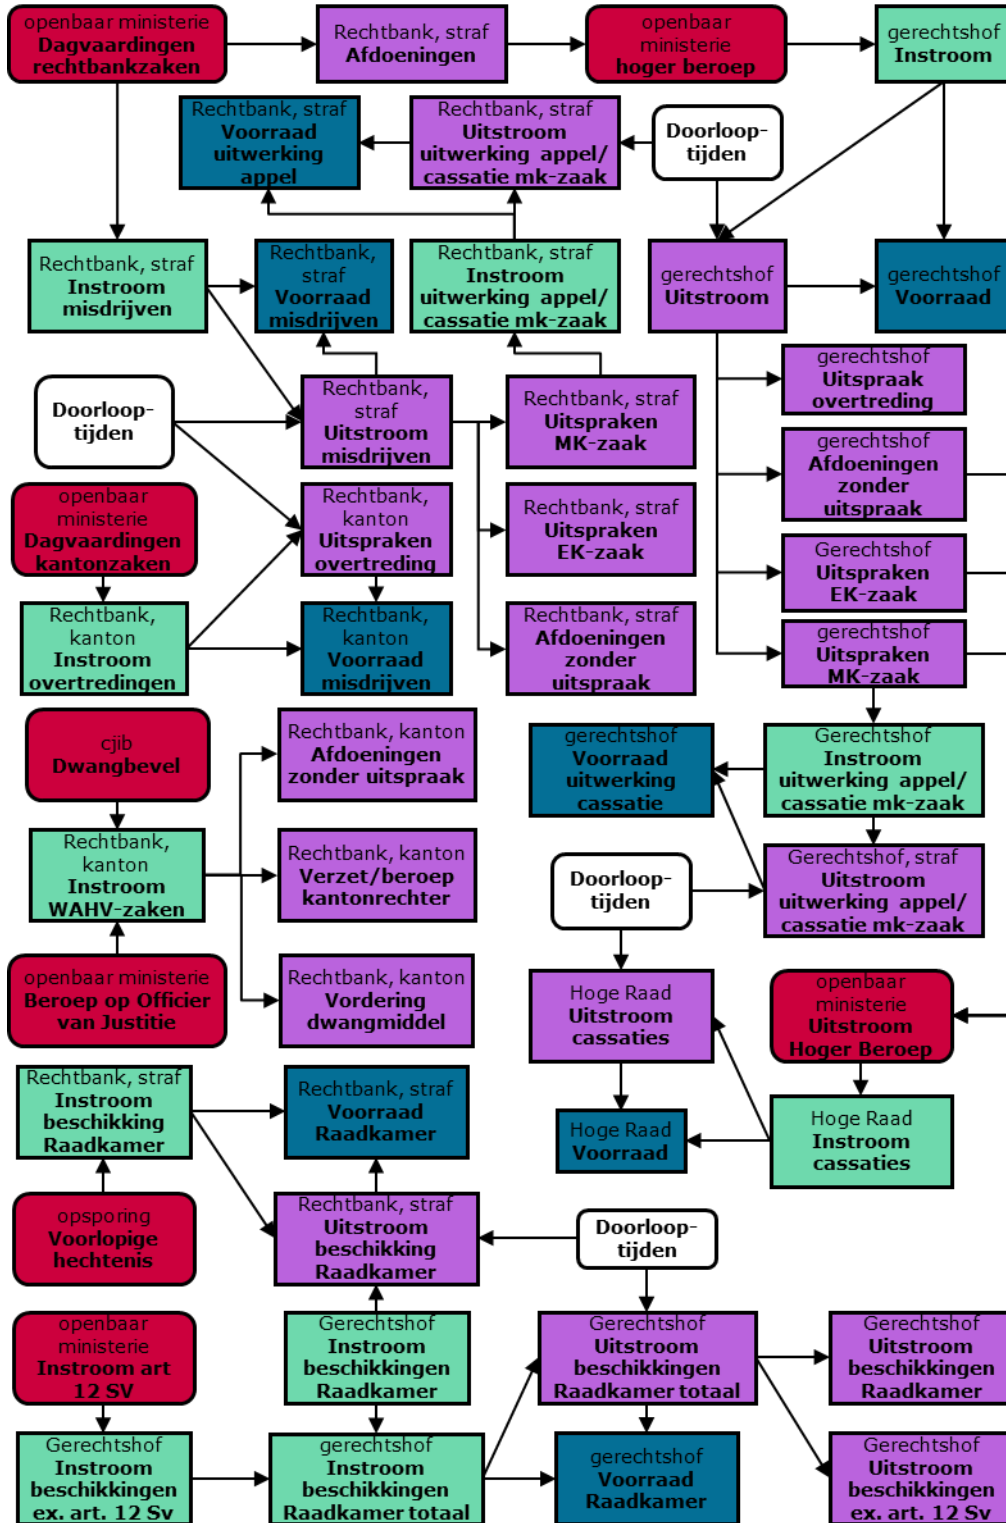 openbaar ministerie
Dagvaardingen
rechtbankzaken
Rechtbank, straf
Afdoeningen
openbaar
ministerie
hoger beroep
gerechtshof
Instroom
Rechtbank, straf
Voorraad
uitwerking
appel
Rechtbank, straf
Uitstroom
uitwerking appel/
cassatie mk-zaak
Doorloop-
tijden
Rechtbank, straf
Instroom
misdrijven
Rechtbank,
straf
Voorraad
misdrijven
Rechtbank, straf
Instroom
uitwerking appel/
cassatie mk-zaak
gerechtshof
Uitstroom
gerechtshof
Voorraad
gerechtshof
Uitspraak
overtreding
Doorloop-
tijden
Rechtbank,
straf
Uitstroom
misdrijven
Rechtbank, straf
Uitspraken
MK-zaak
gerechtshof
Afdoeningen
zonder
uitspraak
openbaar
ministerie
Dagvaardingen
kantonzaken
Rechtbank,
kanton
Uitspraken
overtreding
Rechtbank, straf
Uitspraken
EK-zaak
Gerechtshof
Uitspraken
EK-zaak
Rechtbank,
kanton
Instroom
overtredingen
Rechtbank,
kanton
Voorraad
misdrijven
Rechtbank, straf
Afdoeningen
zonder
uitspraak
gerechtshof
Uitspraken
MK-zaak
cjib
Dwangbevel
Rechtbank, kanton
Afdoeningen
zonder uitspraak
gerechtshof
Voorraad
uitwerking
cassatie
Gerechtshof
Instroom
uitwerking appel/
cassatie mk-zaak
Rechtbank,
kanton
Instroom
WAHV-zaken
Rechtbank, kanton
Verzet/beroep
kantonrechter
Doorloop-
tijden
Gerechtshof, straf
Uitstroom
uitwerking appel/
cassatie mk-zaak
openbaar ministerie
Beroep op Officier
van Justitie
Rechtbank, kanton
Vordering
dwangmiddel
Hoge Raad
Uitstroom
cassaties
openbaar
ministerie
Uitstroom
Hoger Beroep
Rechtbank, straf
Instroom
beschikking
Raadkamer
Rechtbank, straf
Voorraad
Raadkamer
Hoge Raad
Voorraad
Hoge Raad
Instroom
cassaties
opsporing
Voorlopige
hechtenis
Rechtbank, straf
Uitstroom
beschikking
Raadkamer
Doorloop-
tijden
openbaar
ministerie
Instroom art
12 SV
Gerechtshof
Instroom
beschikkingen
Raadkamer
Gerechtshof
Uitstroom
beschikkingen
Raadkamer totaal
Gerechtshof
Uitstroom
beschikkingen
Raadkamer
Gerechtshof
Instroom
beschikkingen
ex. art. 12 Sv
gerechtshof
Instroom
beschikkingen
Raadkamer totaal
gerechtshof
Voorraad
Raadkamer
Gerechtshof
Uitstroom
beschikkingen
ex. art. 12 Sv